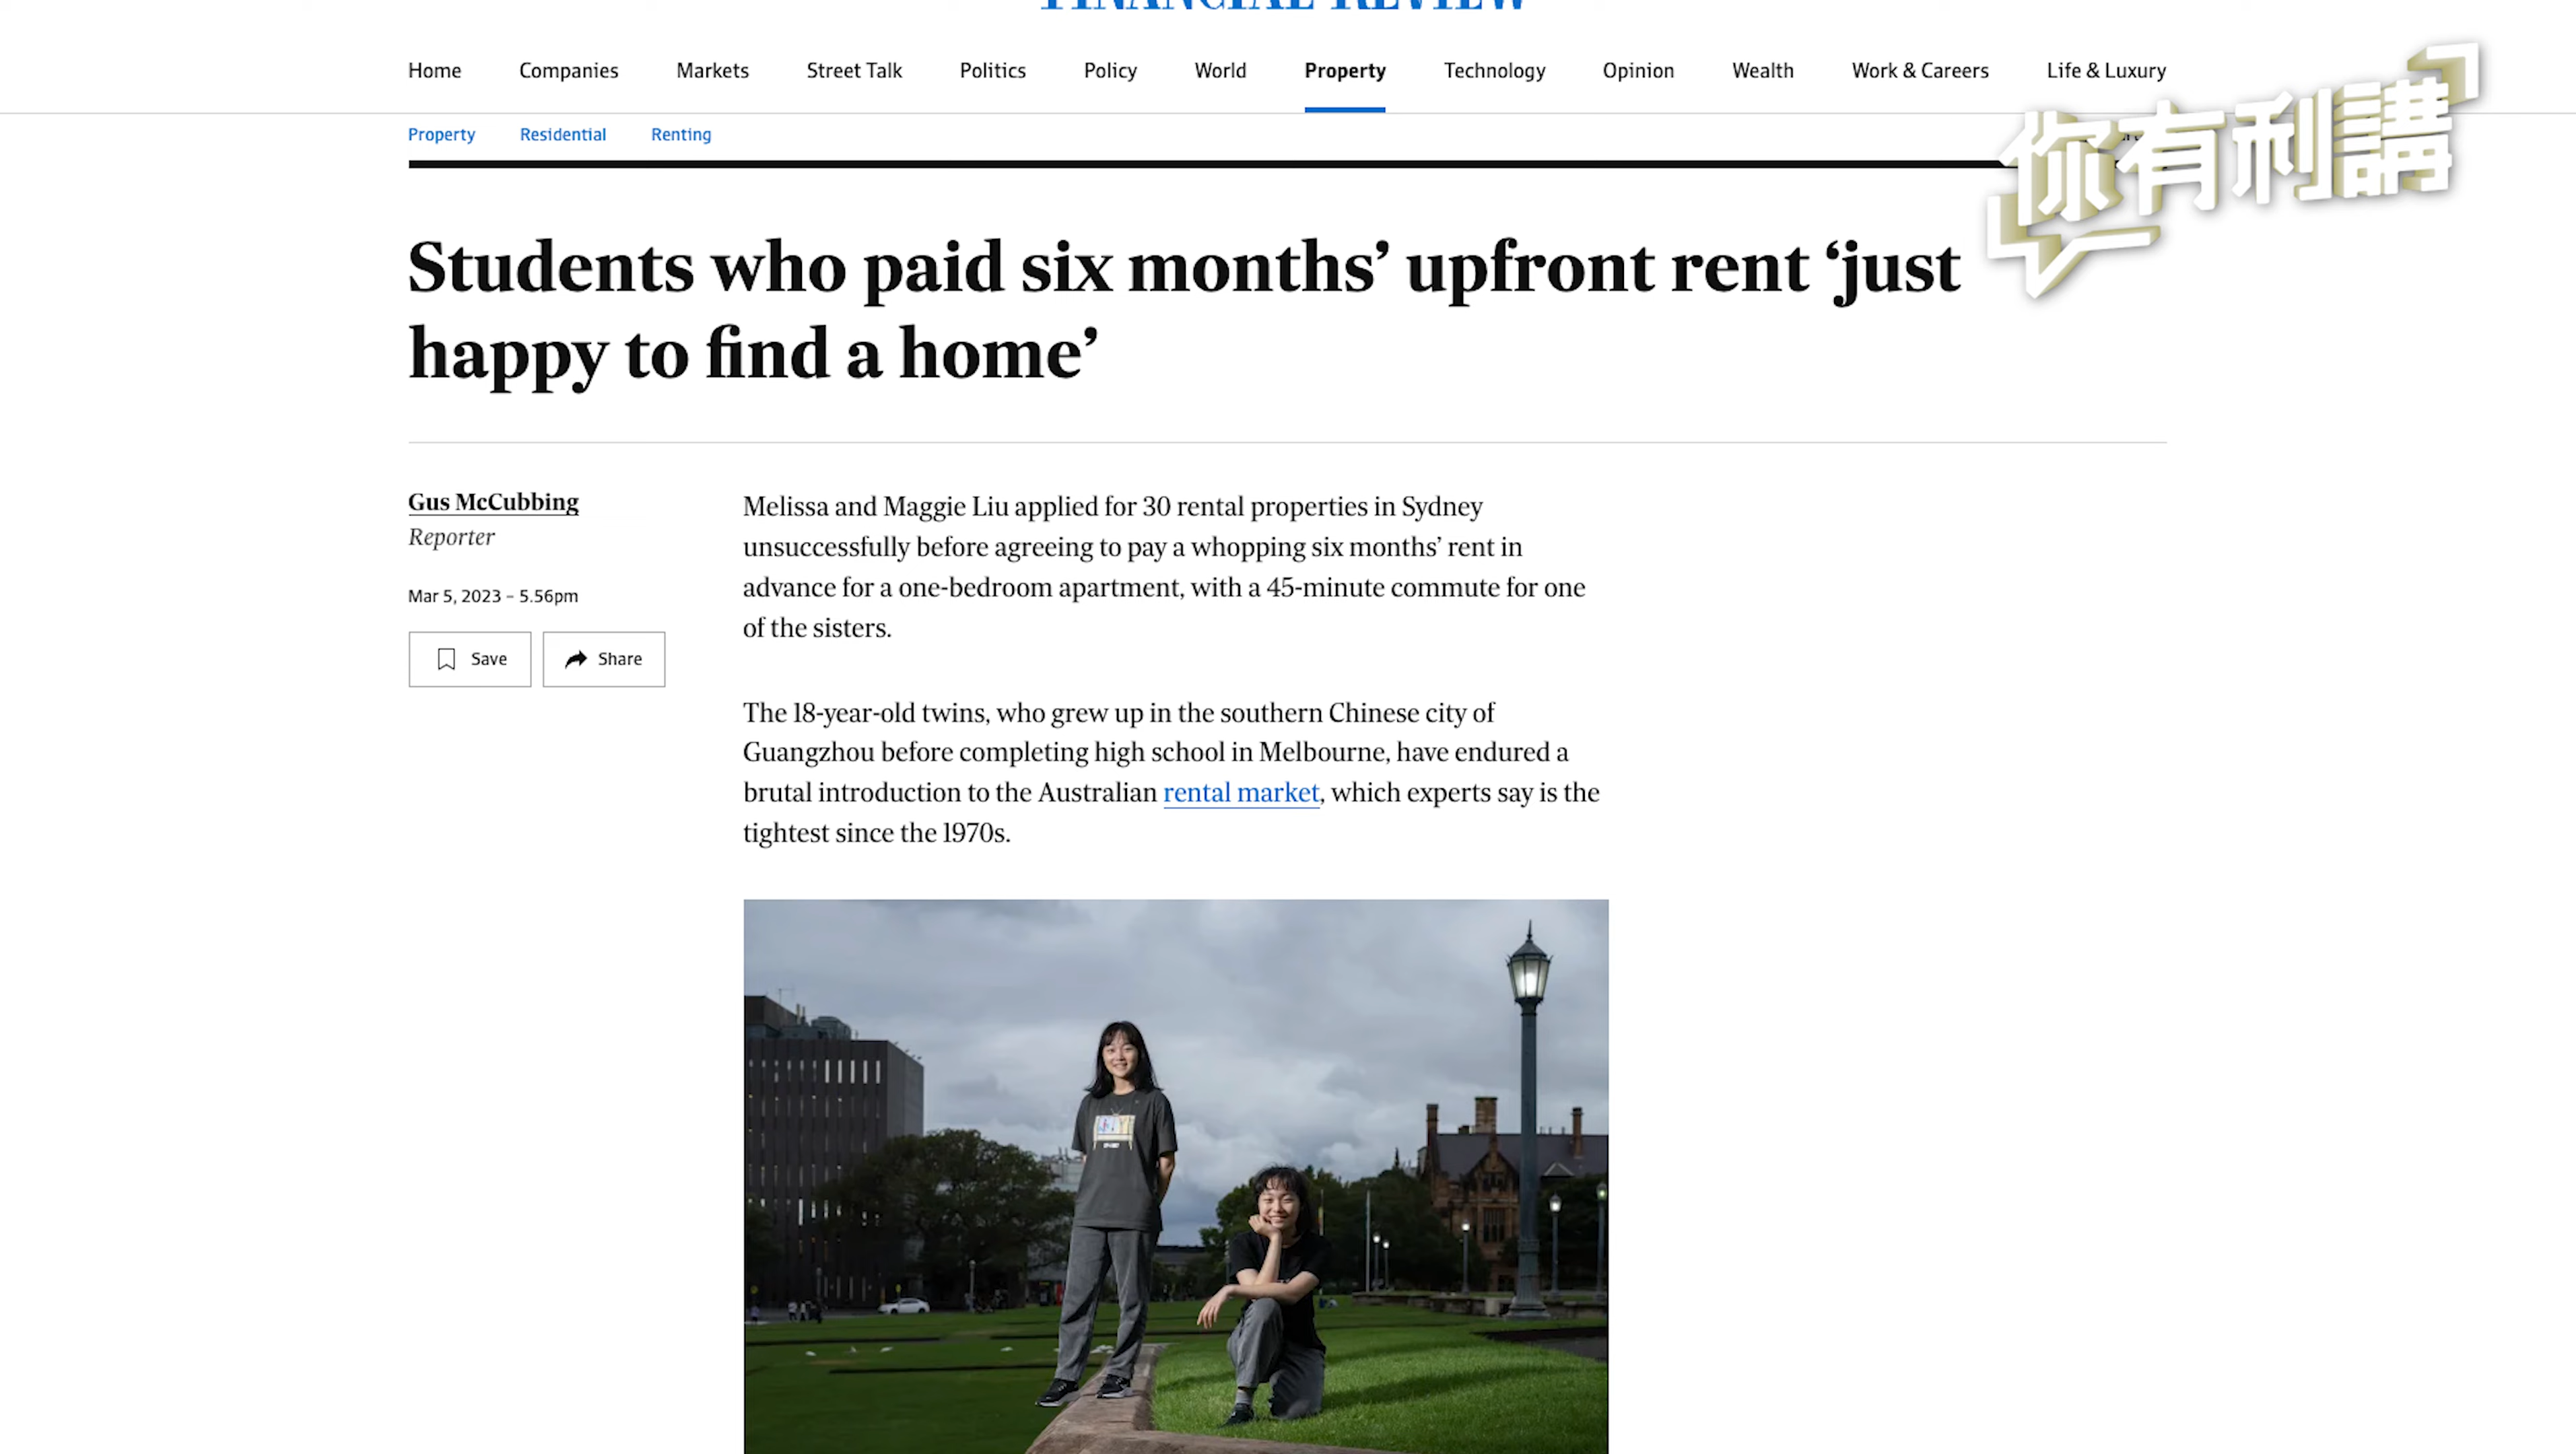 FINANCIAL REVIEW
Home Companies Markets Street Talk Politics Policy World Property Technology Opinion Wealth Work & Careers Life & Luxury
Property Residential Renting
你有利講
Students who paid six months’ upfront rent ‘just
happy to find a home’
Gus McCubbing
Reporter
Mar 5, 2023 – 5.56pm
Save Share
Melissa and Maggie Liu applied for 30 rental properties in Sydney
unsuccessfully before agreeing to pay a whopping six months’ rent in
advance for a one-bedroom apartment, with a 45-minute commute for one
of the sisters.
The 18-year-old twins, who grew up in the southern Chinese city of
Guangzhou before completing high school in Melbourne, have endured a
brutal introduction to the Australian rental market, which experts say is the
tightest since the 1970s.